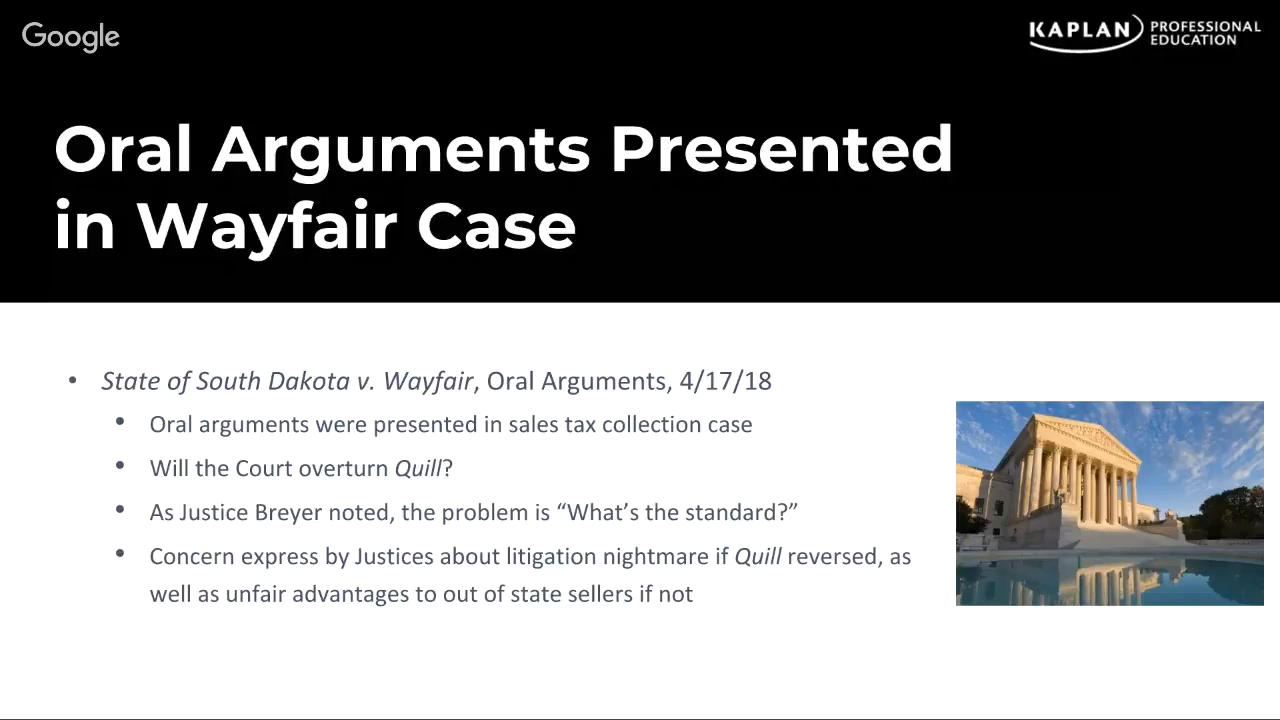 Google
KAPLAN
PROFESSIONAL
EDUCATION
Oral Arguments Presented
in Wayfair Case
• State of South Dakota v. Wayfair, Oral Arguments, 4/17/18
• Oral arguments were presented in sales tax collection case
• Will the Court overturn Quill?
• As Justice Breyer noted, the problem is “What’s the standard?”
• Concern express by Justices about litigation nightmare if Quill reversed, as
well as unfair advantages to out of state sellers if not